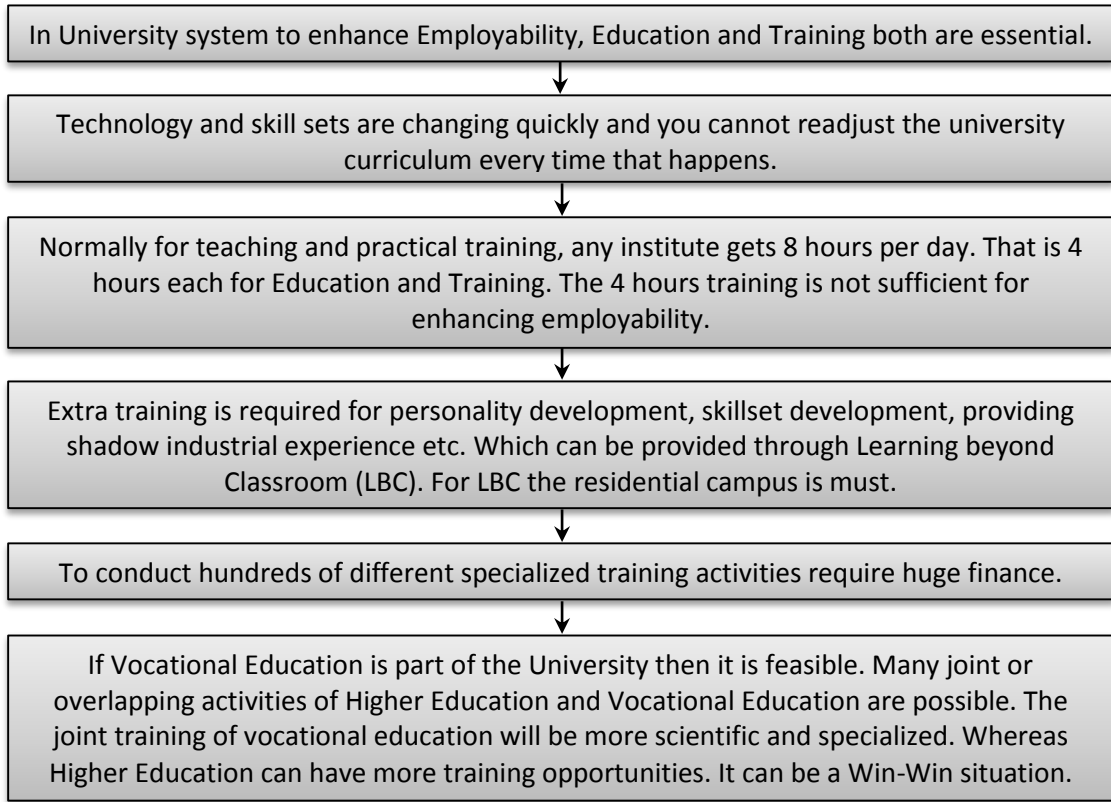 In University system to enhance Employability, Education and Training both are essential.
Technology and skill sets are changing quickly and you cannot readjust the university
curriculum every time that happens.
Normally for teaching and practical training, any institute gets 8 hours per day. That is 4
hours each for Education and Training. The 4 hours training is not sufficient for
enhancing employability.
Extra training is required for personality development, skillset development, providing
shadow industrial experience etc. Which can be provided through Learning beyond
Classroom (LBC). For LBC the residential campus is must.
To conduct hundreds of different specialized training activities require huge finance.
If Vocational Education is part of the University then it is feasible. Many joint or
overlapping activities of Higher Education and Vocational Education are possible. The
joint training of vocational education will be more scientific and specialized. Whereas
Higher Education can have more training opportunities. It can be a Win-Win situation.